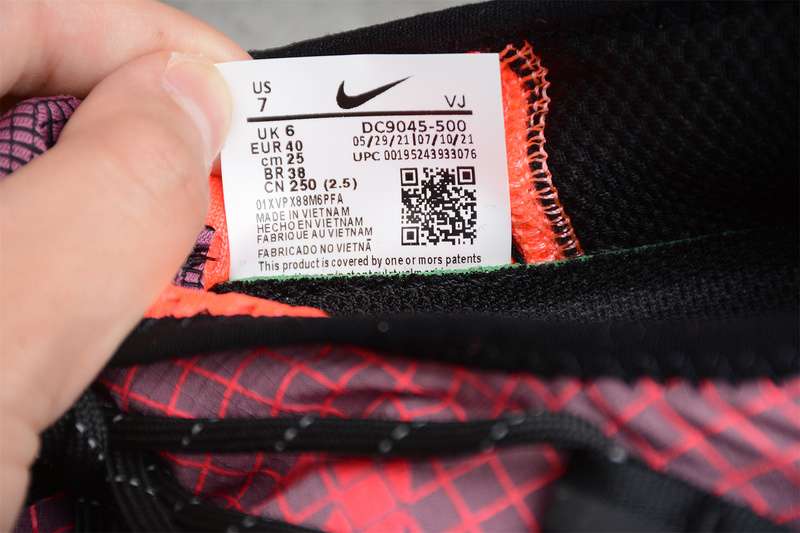 US
7
VJ
UK 6
EUR 40
cm 25
BR 38
CN 250 (2.5)
DC9045-500
05/29/21|07/10/21
UPC 00195243933076
01XVPX88M6PFA
MADE IN VIETNAM
HECHO EN VIETNAM
FABRIQUE AU VIETNAM
FABRICADO NO VIETNÃ
This product is covered by one or more patents